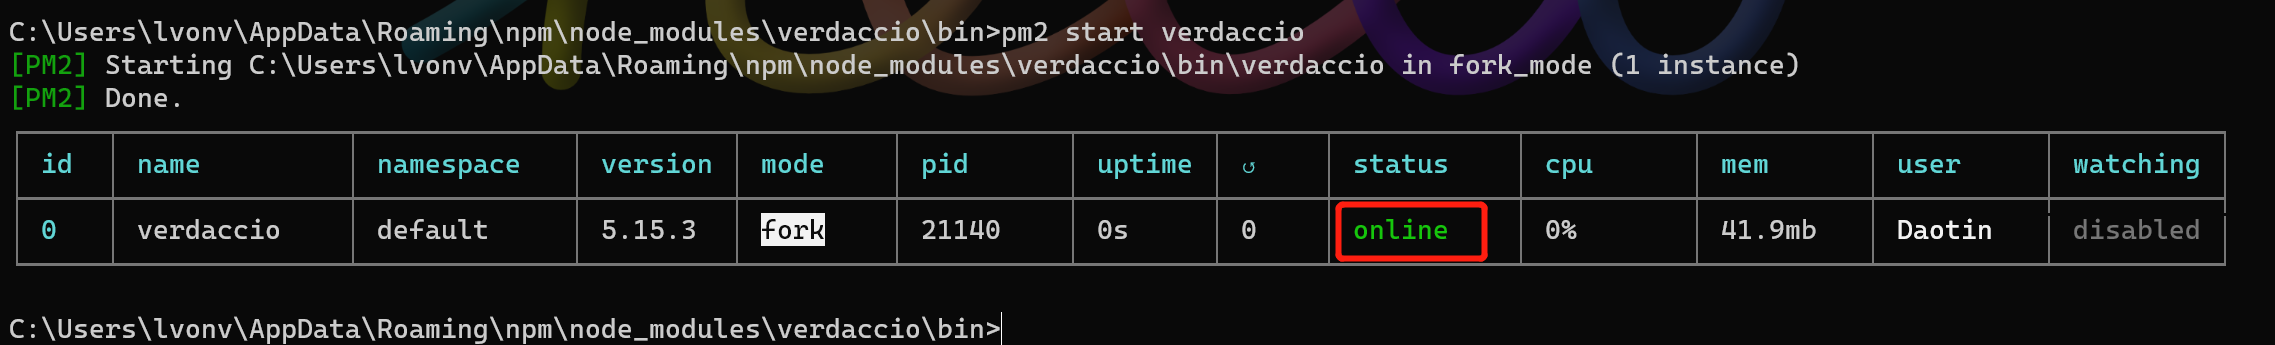 C:\Users\lvonv\AppData\Roaming\npm\node_modules\verdaccio\bin>pm2 start verdaccio
[PM2] Starting C:\Users\lvonv\AppData\Roaming\npm\node_modules\verdaccio\bin\verdaccio in fork_mode (1 instance)
[PM2] Done.
id name namespace version mode pid uptime ↺ status cpu mem user watching
0 verdaccio default 5.15.3 fork 21140 0s 0 online 0% 41.9mb Daotin disabled
C:\Users\lvonv\AppData\Roaming\npm\node_modules\verdaccio\bin>